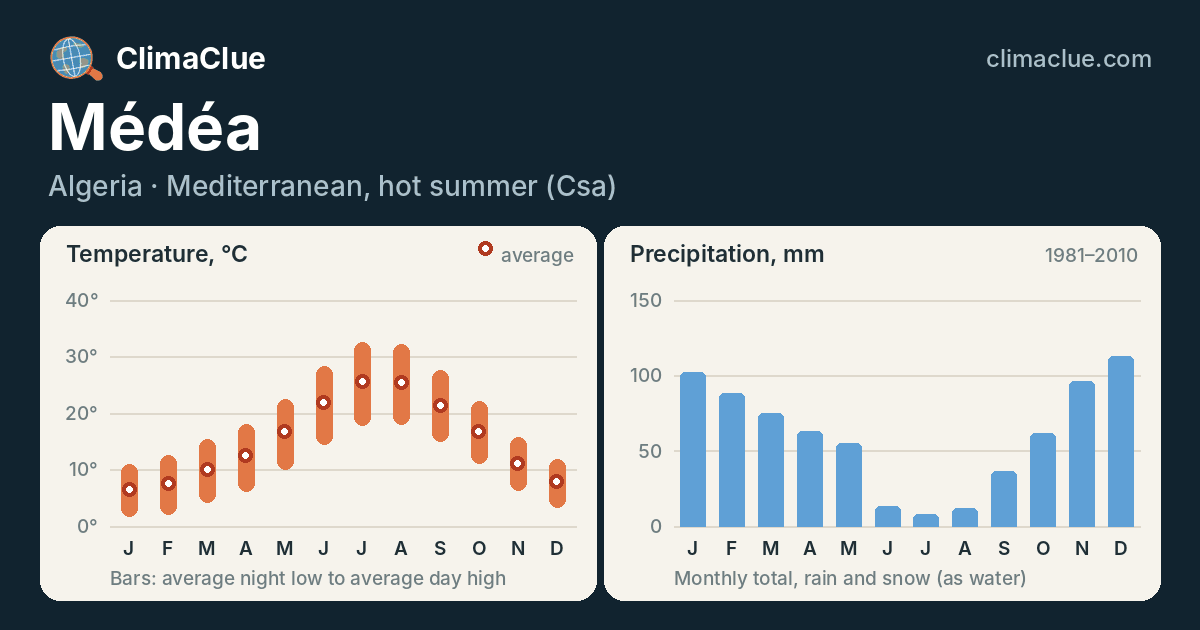 ClimaClue
climaclue.com
Médéa
Algeria · Mediterranean, hot summer (Csa)
Temperature, °C
average
40°
30°
20°
10°
0°
J F M A M J J A S O N D
Bars: average night low to average day high
Precipitation, mm
1981–2010
150
100
50
0
J F M A M J J A S O N D
Monthly total, rain and snow (as water)